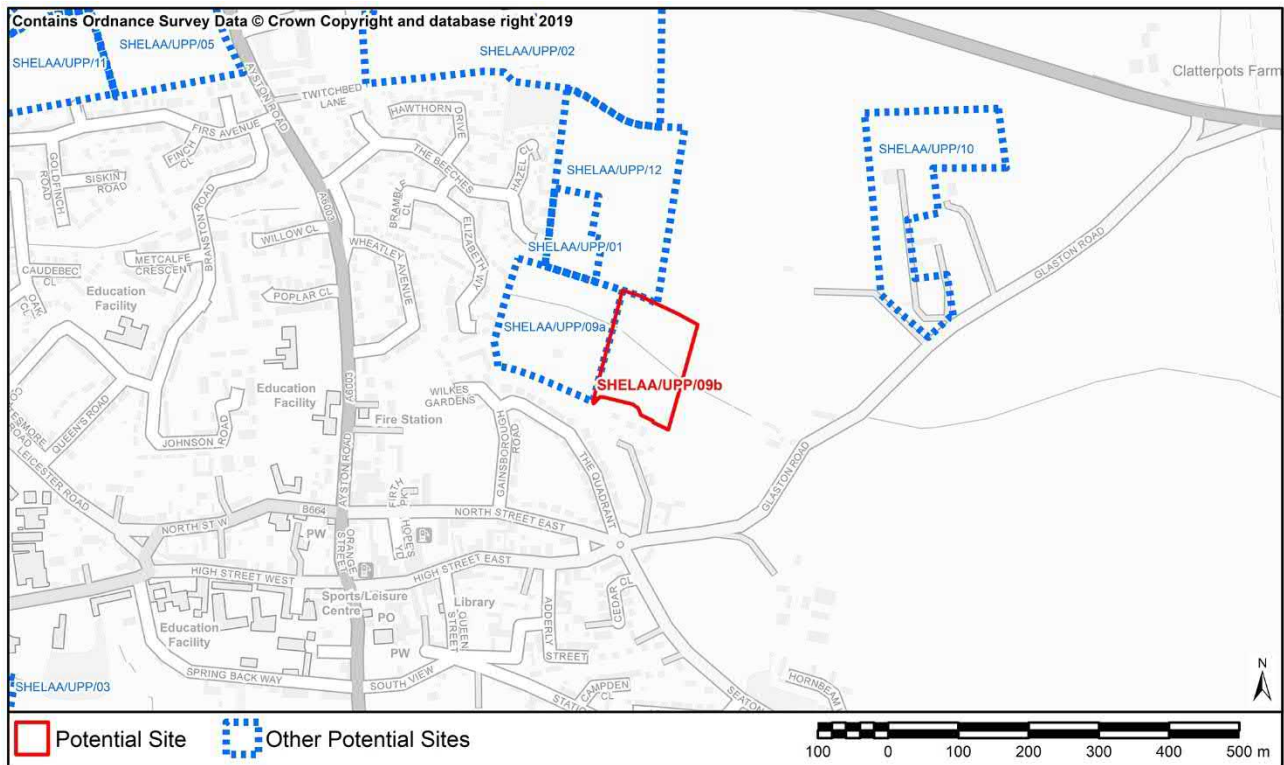 Contains Ordnance Survey Data © Crown Copyright and database right 2019
SHELAA/UPP/11
SHELAA/UPP/05
SHELAA/UPP/02
Clatterpots Farm
AYSTON ROAD
TWITCHBED
LANE
FIRS AVENUE
FINCH
CL
GOLDFINCH
ROAD
SISKIN
ROAD
HAWTHORN
DRIVE
THE BEECHES
HAZEL CL
BRAMBLE
CL
ELIZABETH WY
SHELAA/UPP/12
SHELAA/UPP/10
BRANSTON ROAD
A6003
WILLOW CL
WHEATLEY AVENUE
SHELAA/UPP/01
METCALFE
CRESCENT
CAUDEBEC
CL
OAK
CL
Education
Facility
POPLAR CL
GLASTON ROAD
SHELAA/UPP/09a
SHELAA/UPP/09b
Education
Facility
Fire Station
WILKES
GARDENS
GAINSBOROUGH
ROAD
THE QUADRANT
QUEEN'S ROAD
LESMORE
ROAD
LEICESTER ROAD
JOHNSON
ROAD
A6003
AYSTON ROAD
GLASTON ROAD
NORTH ST W
B664
FIRTH
PK
HOPE'S
YD
NORTH STREET EAST
PW
ORANGE
STREET
HIGH STREET WEST
HIGH STREET EAST
Sports/Leisure
Centre
Library
QUEEN
STREET
ADDERLY
STREET
CEDAR
CL
Education
Facility
PO
PW
SPRING BACK WAY
SOUTH VIEW
CAMPDEN
CL
SEATON
HORNBEAM
SHELAA/UPP/03
N
Potential Site
Other Potential Sites
100 0 100 200 300 400 500 m